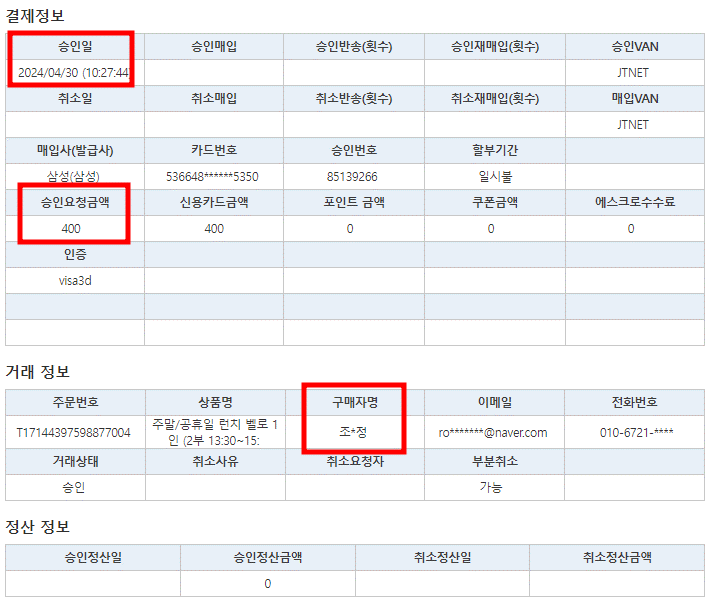 결제정보
승인일 승인매입 승인반송(횟수) 승인재매입(횟수) 승인VAN
2024/04/30 (10:27:44) JTNET
취소일 취소매입 취소반송(횟수) 취소재매입(횟수) 매입VAN
JTNET
매입사(발급사) 카드번호 승인번호 할부기간
삼성(삼성) 536648******5350 85139266 일시불
승인요청금액 신용카드금액 포인트 금액 쿠폰금액 에스크로수수료
400 400 0 0 0
인증
visa3d
거래 정보
주문번호 상품명 구매자명 이메일 전화번호
T17144397598877004 주말/공휴일 런치 벨로 1인 (2부 13:30~15: 조*정 ro*******@naver.com 010-6721-****
거래상태 취소사유 취소요청자 부분취소
승인 가능
정산 정보
승인정산일 승인정산금액 취소정산일 취소정산금액
0